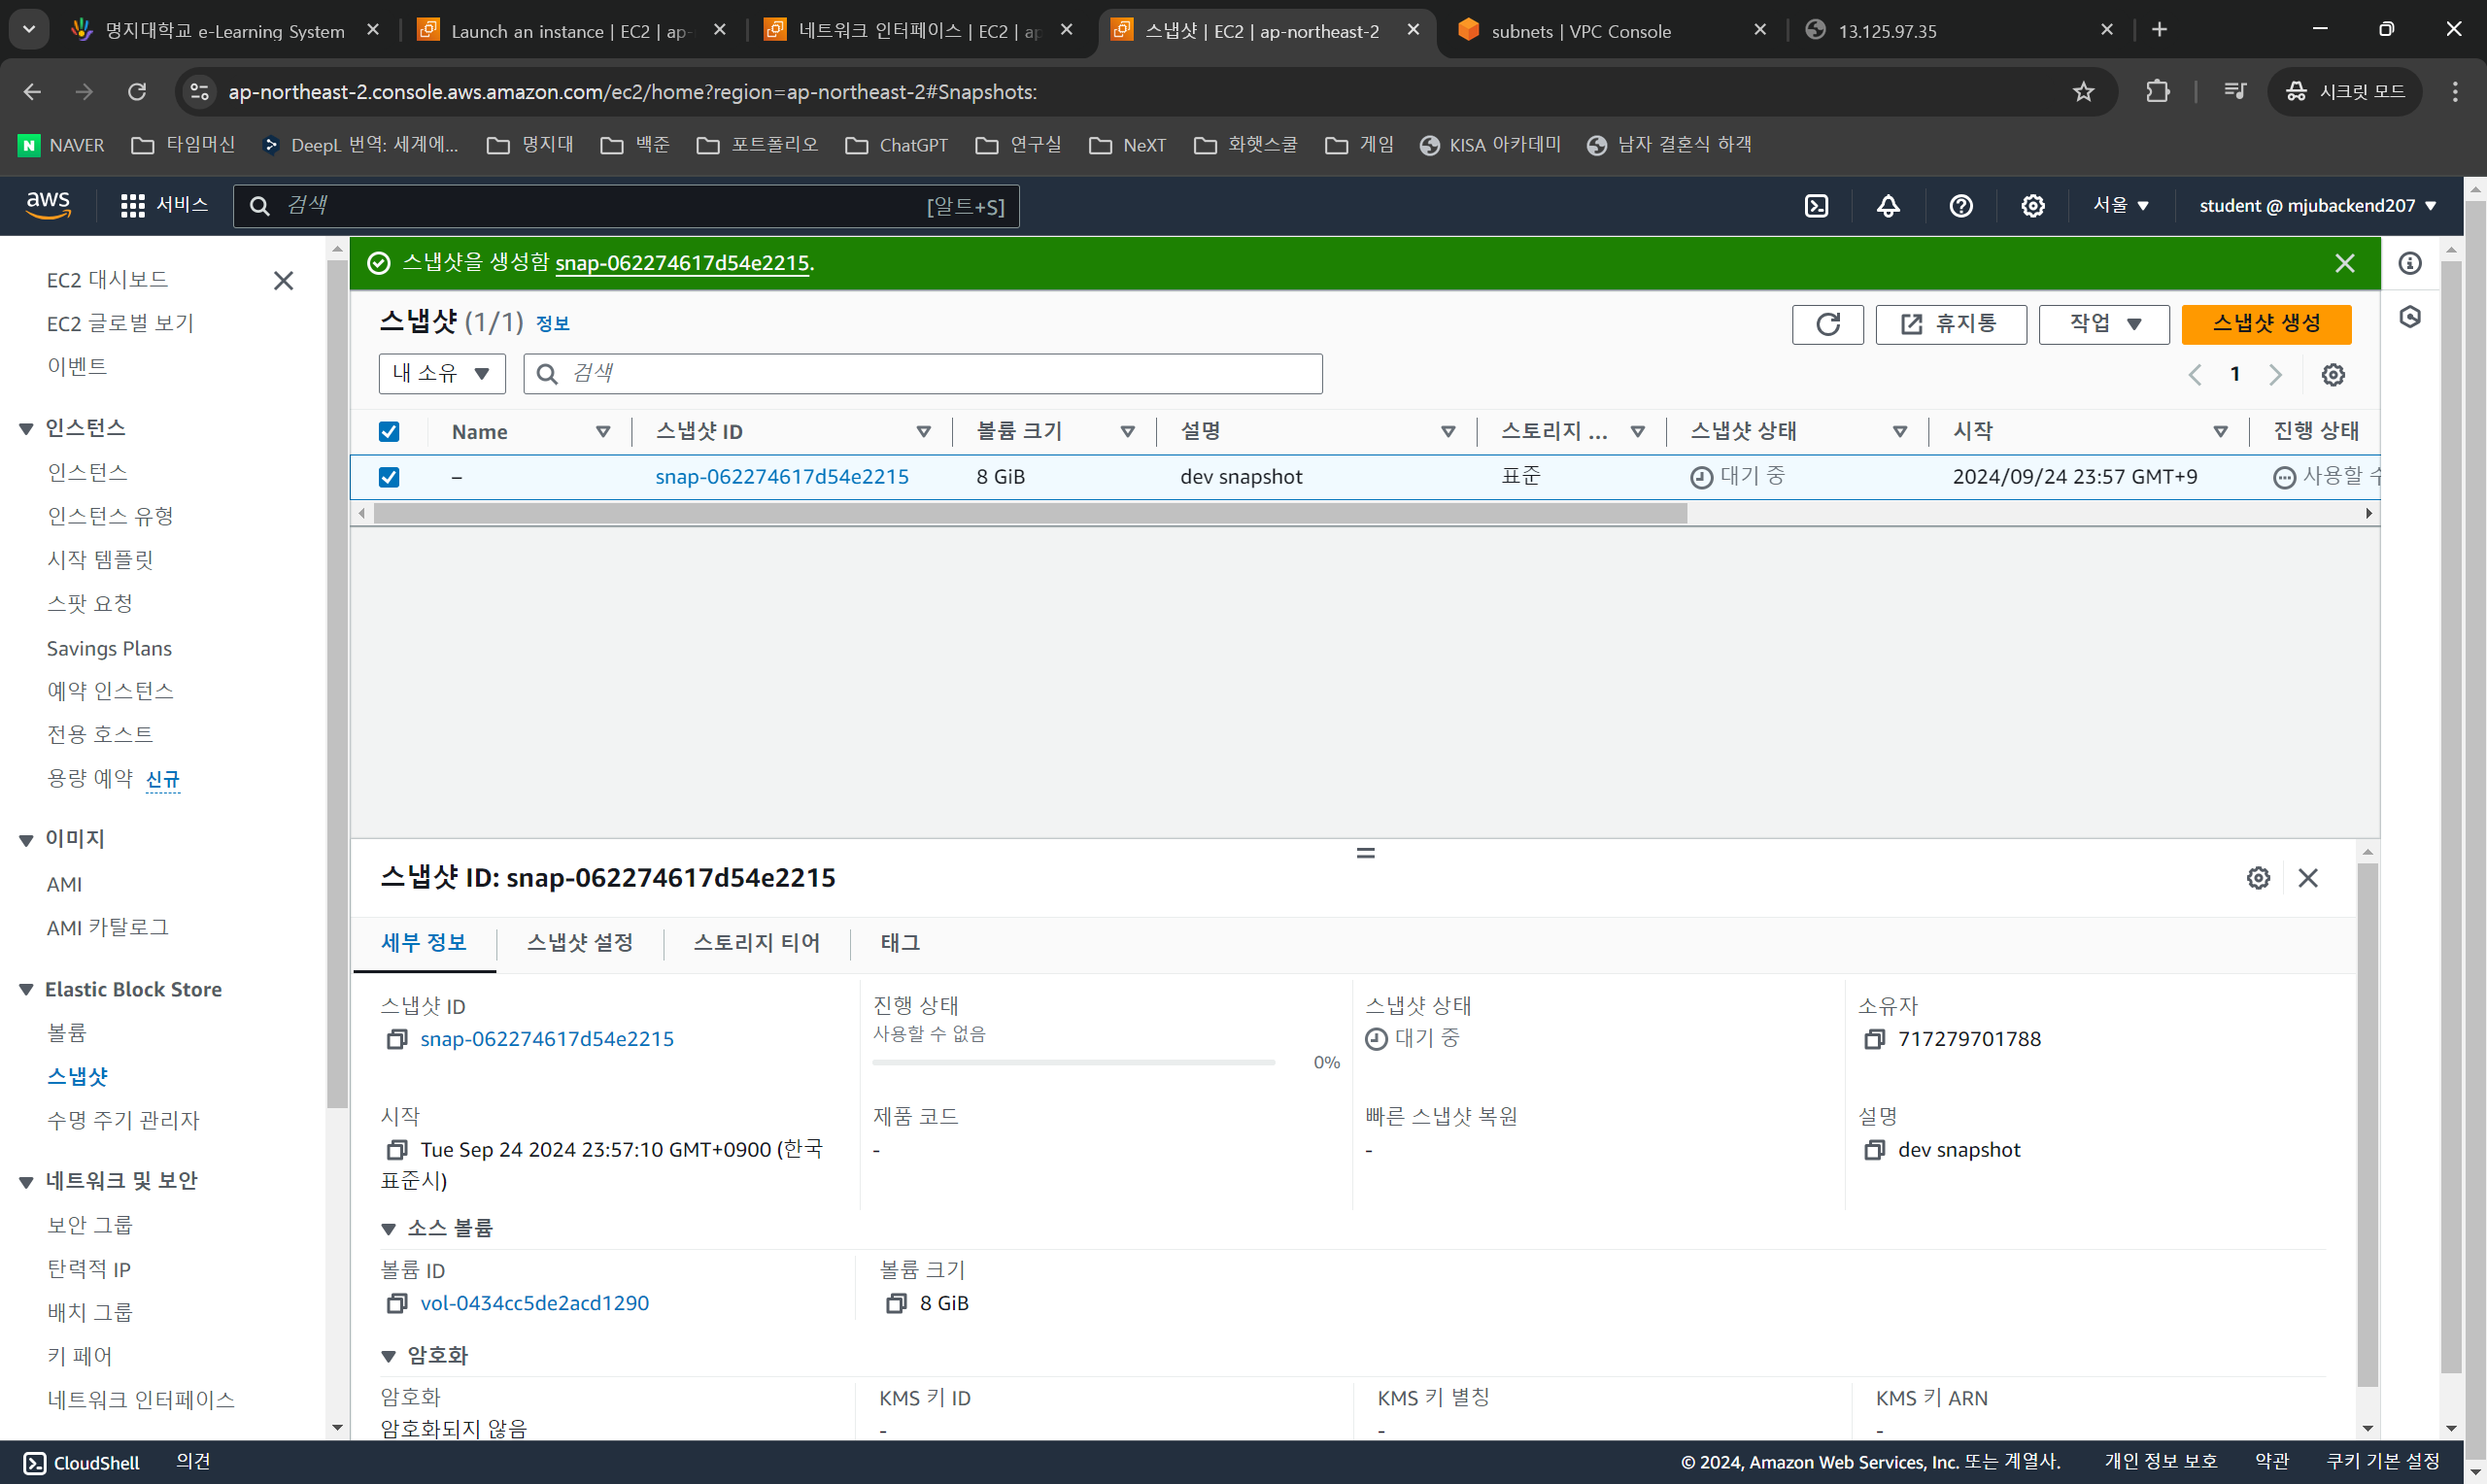 명지대학교 e-Learning System
Launch an instance | EC2 | ap-
네트워크 인터페이스 | EC2 | ap
스냅샷 | EC2 | ap-northeast-2
subnets | VPC Console
13.125.97.35
ap-northeast-2.console.aws.amazon.com/ec2/home?region=ap-northeast-2#Snapshots:
시크릿 모드
NAVER
타임머신
DeepL 번역: 세계에...
명지대
백준
포트폴리오
ChatGPT
연구실
NeXT
화햇스쿨
게임
KISA 아카데미
남자 결혼식 하객
aws
서비스
검색
[알트+S]
서울
student @ mjubackend207
EC2 대시보드
EC2 글로벌 보기
이벤트
인스턴스
인스턴스
인스턴스 유형
시작 템플릿
스팟 요청
Savings Plans
예약 인스턴스
전용 호스트
용량 예약 신규
이미지
AMI
AMI 카탈로그
Elastic Block Store
볼륨
스냅샷
수명 주기 관리자
네트워크 및 보안
보안 그룹
탄력적 IP
배치 그룹
키 페어
네트워크 인터페이스
스냅샷을 생성함 snap-062274617d54e2215.
스냅샷 (1/1) 정보
휴지통
작업
스냅샷 생성
내 소유
검색
1
Name
스냅샷 ID
볼륨 크기
설명
스토리지 ...
스냅샷 상태
시작
진행 상태
–
snap-062274617d54e2215
8 GiB
dev snapshot
표준
대기 중
2024/09/24 23:57 GMT+9
사용할 수
스냅샷 ID: snap-062274617d54e2215
세부 정보
스냅샷 설정
스토리지 티어
태그
스냅샷 ID
snap-062274617d54e2215
진행 상태
사용할 수 없음
0%
스냅샷 상태
대기 중
소유자
717279701788
시작
Tue Sep 24 2024 23:57:10 GMT+0900 (한국
표준시)
제품 코드
-
빠른 스냅샷 복원
-
설명
dev snapshot
소스 볼륨
볼륨 ID
vol-0434cc5de2acd1290
볼륨 크기
8 GiB
암호화
암호화
암호화되지 않음
KMS 키 ID
-
KMS 키 별칭
-
KMS 키 ARN
-
CloudShell
의견
© 2024, Amazon Web Services, Inc. 또는 계열사.
개인 정보 보호
약관
쿠키 기본 설정